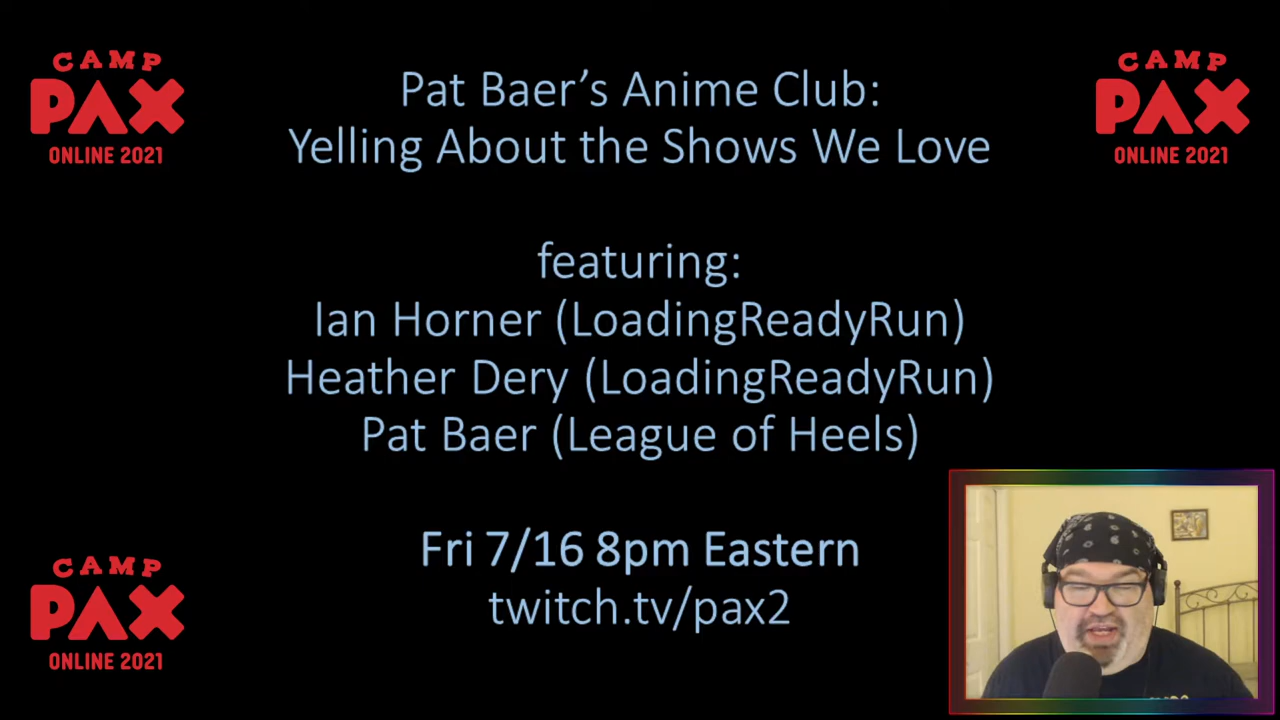 CAMP
PAX
ONLINE 2021
CAMP
PAX
ONLINE 2021
Pat Baer’s Anime Club:
Yelling About the Shows We Love
featuring:
Ian Horner (LoadingReadyRun)
Heather Dery (LoadingReadyRun)
Pat Baer (League of Heels)
Fri 7/16 8pm Eastern
twitch.tv/pax2
CAMP
PAX
ONLINE 2021